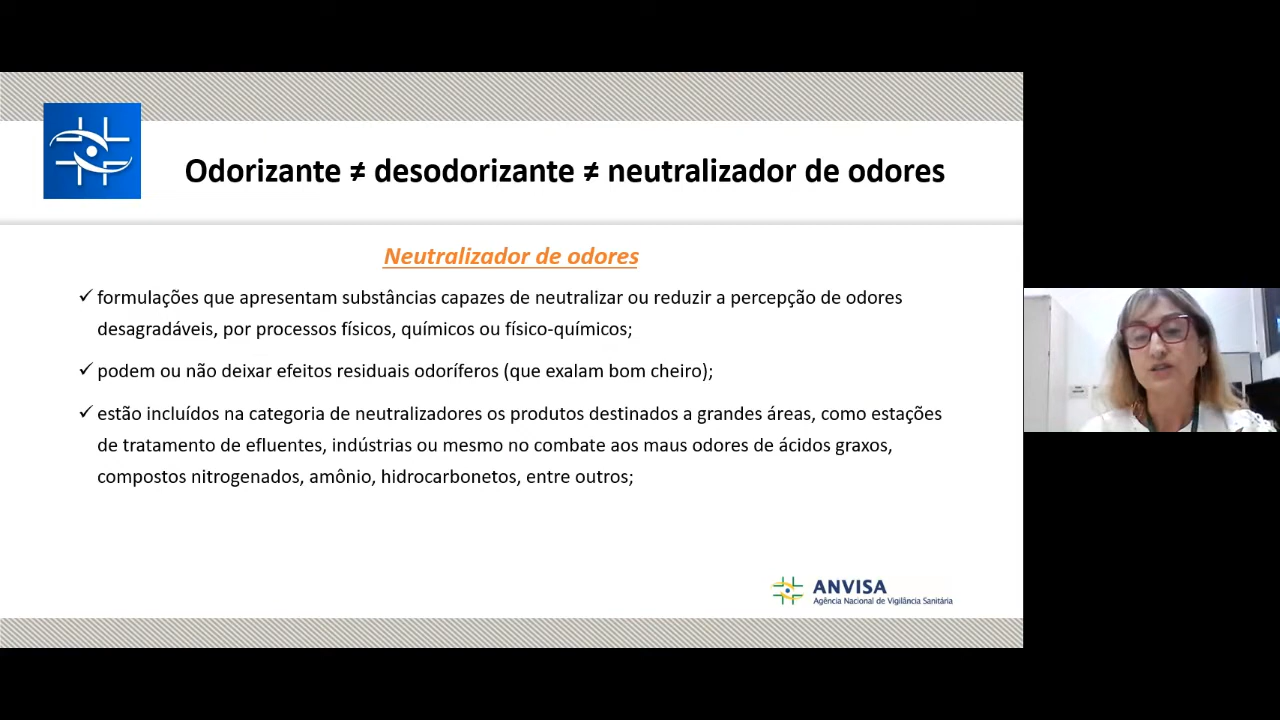 Odorizante ≠ desodorizante ≠ neutralizador de odores
Neutralizador de odores
✓ formulações que apresentam substâncias capazes de neutralizar ou reduzir a percepção de odores
desagradáveis, por processos físicos, químicos ou físico-químicos;
✓ podem ou não deixar efeitos residuais odoríferos (que exalam bom cheiro);
✓ estão incluídos na categoria de neutralizadores os produtos destinados a grandes áreas, como estações
de tratamento de efluentes, indústrias ou mesmo no combate aos maus odores de ácidos graxos,
compostos nitrogenados, amônio, hidrocarbonetos, entre outros;
ANVISA
Agência Nacional de Vigilância Sanitária